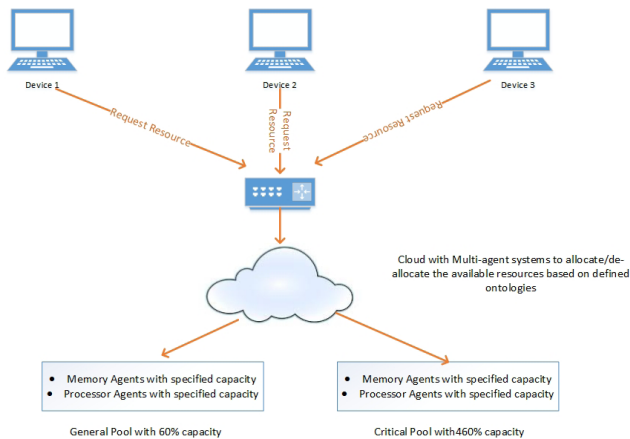 Device 1
Device 2
Device 3
Request Resource
Request
Resource
Request Resource
Cloud with Multi-agent systems to allocate/de-
allocate the available resources based on defined
ontologies
• Memory Agents with specified capacity
• Processor Agents with specified capacity
• Memory Agents with specified capacity
• Processor Agents with specified capacity
General Pool with 60% capacity
Critical Pool with460% capacity